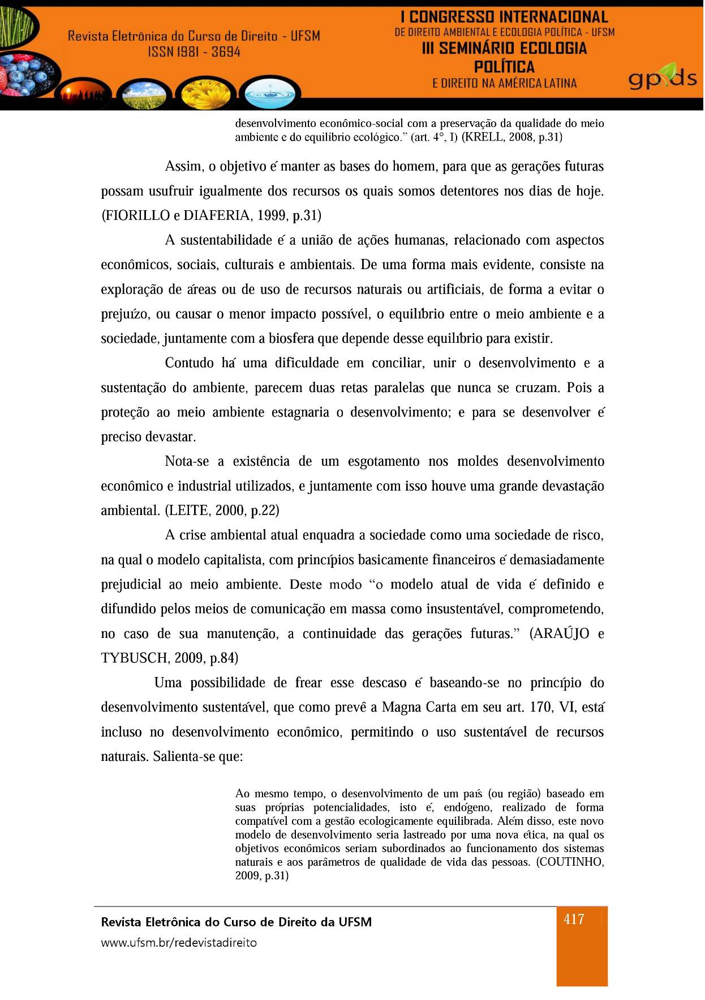 Revista Eletrônica do Curso de Direito - UFSM
ISSN 1981 - 3694
I CONGRESSO INTERNACIONAL
DE DIREITO AMBIENTAL E ECOLOGIA POLÍTICA - UFSM
III SEMINÁRIO ECOLOGIA
POLÍTICA
E DIREITO NA AMÉRICA LATINA
gpds
desenvolvimento econômico-social com a preservação da qualidade do meio
ambiente e do equilíbrio ecológico.” (art. 4°, I) (KRELL, 2008, p.31)
Assim, o objetivo é manter as bases do homem, para que as gerações futuras
possam usufruir igualmente dos recursos os quais somos detentores nos dias de hoje.
(FIORILLO e DIAFERIA, 1999, p.31)
A sustentabilidade é a união de ações humanas, relacionado com aspectos
econômicos, sociais, culturais e ambientais. De uma forma mais evidente, consiste na
exploração de áreas ou de uso de recursos naturais ou artificiais, de forma a evitar o
prejuízo, ou causar o menor impacto possível, o equilíbrio entre o meio ambiente e a
sociedade, juntamente com a biosfera que depende desse equilíbrio para existir.
Contudo há uma dificuldade em conciliar, unir o desenvolvimento e a
sustentação do ambiente, parecem duas retas paralelas que nunca se cruzam. Pois a
proteção ao meio ambiente estagnaria o desenvolvimento; e para se desenvolver é
preciso devastar.
Nota-se a existência de um esgotamento nos moldes desenvolvimento
econômico e industrial utilizados, e juntamente com isso houve uma grande devastação
ambiental. (LEITE, 2000, p.22)
A crise ambiental atual enquadra a sociedade como uma sociedade de risco,
na qual o modelo capitalista, com princípios basicamente financeiros é demasiadamente
prejudicial ao meio ambiente. Deste modo “o modelo atual de vida é definido e
difundido pelos meios de comunicação em massa como insustentável, comprometendo,
no caso de sua manutenção, a continuidade das gerações futuras.” (ARAÚJO e
TYBUSCH, 2009, p.84)
Uma possibilidade de frear esse descaso é baseando-se no princípio do
desenvolvimento sustentável, que como prevê a Magna Carta em seu art. 170, VI, está
incluso no desenvolvimento econômico, permitindo o uso sustentável de recursos
naturais. Salienta-se que:
Ao mesmo tempo, o desenvolvimento de um país (ou região) baseado em
suas próprias potencialidades, isto é, endógeno, realizado de forma
compatível com a gestão ecologicamente equilibrada. Além disso, este novo
modelo de desenvolvimento seria lastreado por uma nova ética, na qual os
objetivos econômicos seriam subordinados ao funcionamento dos sistemas
naturais e aos parâmetros de qualidade de vida das pessoas. (COUTINHO,
2009, p.31)
Revista Eletrônica do Curso de Direito da UFSM
www.ufsm.br/redevistadireito
417